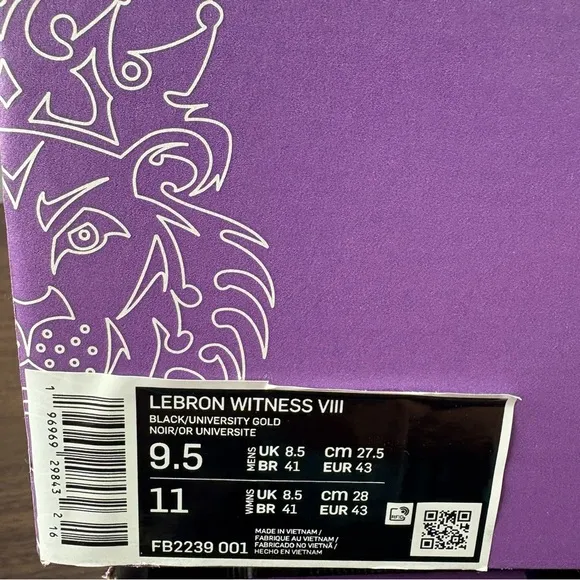 LEBRON WITNESS VIII
BLACK/UNIVERSITY GOLD
NOIR/OR UNIVERSITE
9.5 MENS UK 8.5 CM 27.5
BR 41 EUR 43
11 WMNS UK 8.5 CM 28
BR 41 EUR 43
FB2239 001
MADE IN VIETNAM /
FABRIQUE AU VIETNAM /
FABRICADO NO VIETNÃ /
HECHO EN VIETNAM
1 96969 29843 2 16